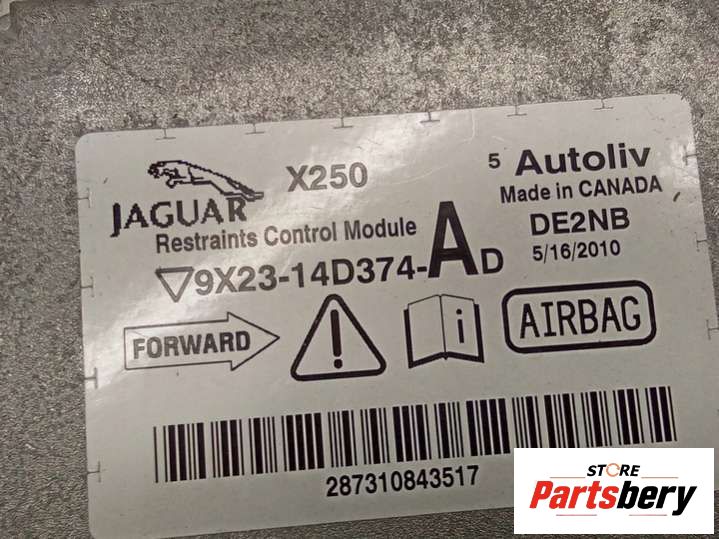 JAGUAR
X250
Restraints Control Module
9X23-14D374-AD
5 Autoliv
Made in CANADA
DE2NB
5/16/2010
FORWARD
!
i
AIRBAG
287310843517
STORE
Partsbery